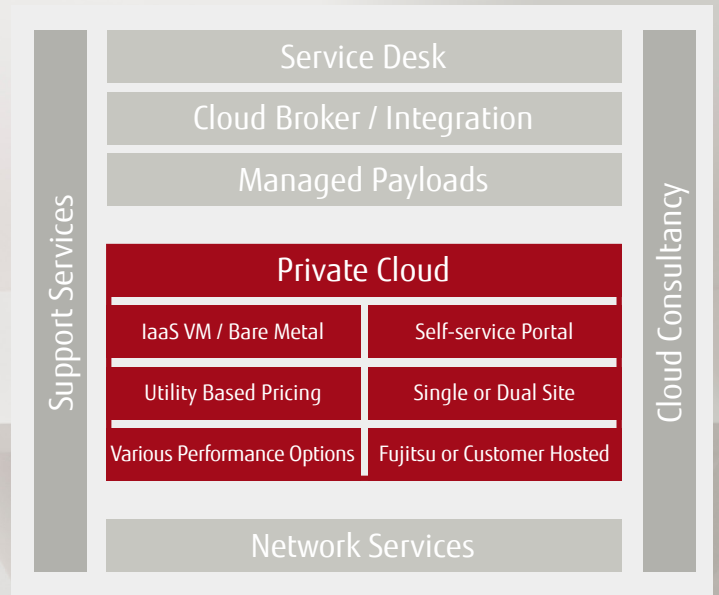 Service Desk
Cloud Broker / Integration
Managed Payloads
Support Services
Private Cloud
IaaS VM / Bare Metal
Self-service Portal
Utility Based Pricing
Single or Dual Site
Various Performance Options
Fujitsu or Customer Hosted
Cloud Consultancy
Network Services